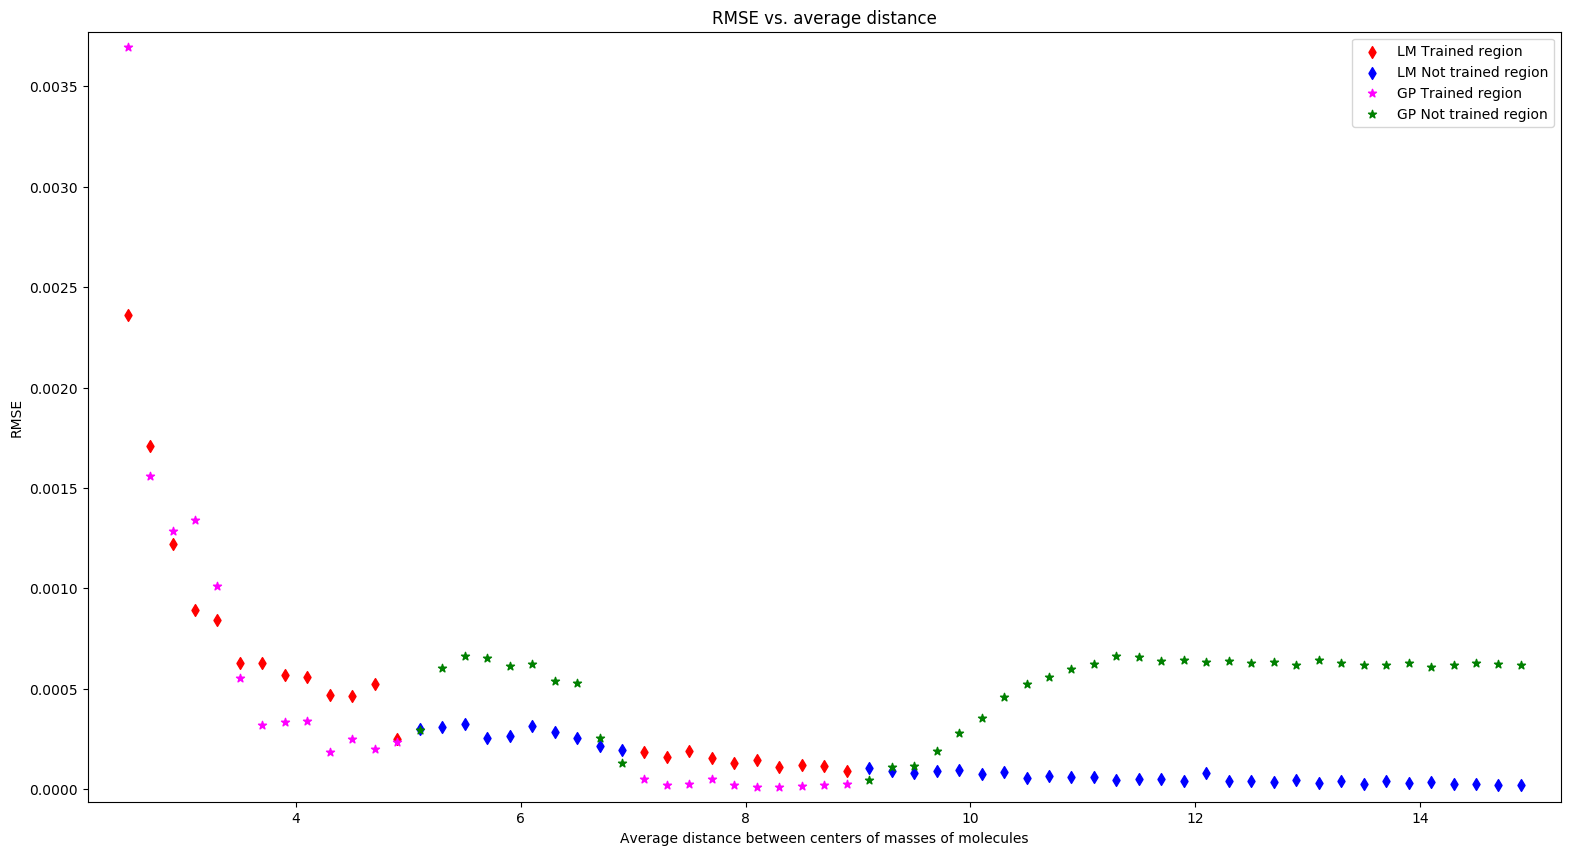 RMSE vs. average distance
LM Trained region
LM Not trained region
GP Trained region
GP Not trained region
0.0035
0.0030
0.0025
0.0020
0.0015
0.0010
0.0005
0.0000
RMSE
4
6
8
10
12
14
Average distance between centers of masses of molecules